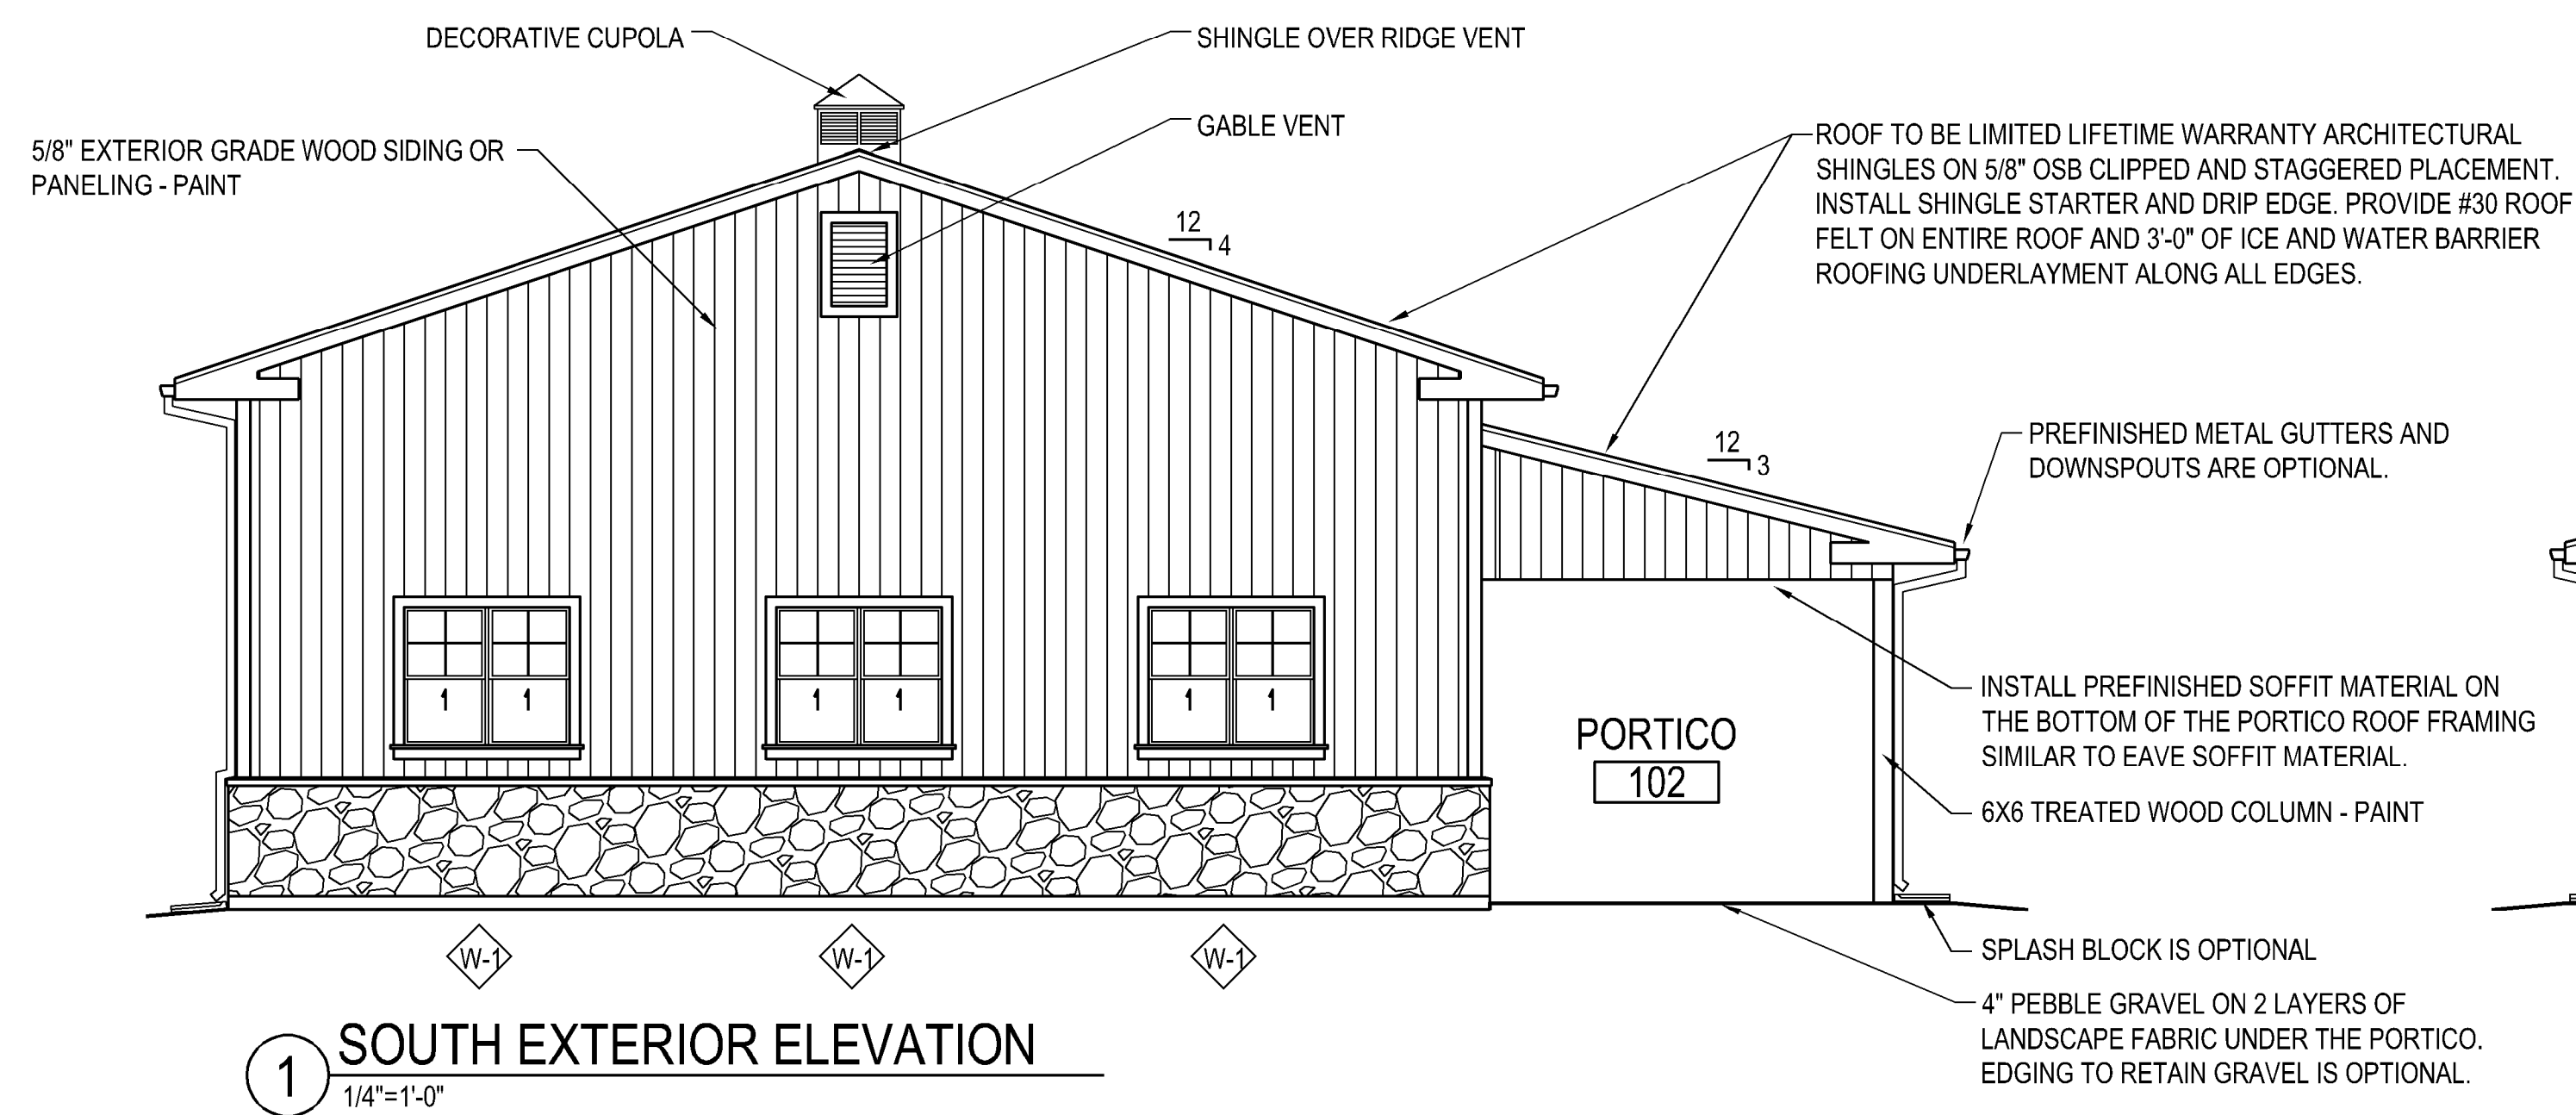 DECORATIVE CUPOLA
SHINGLE OVER RIDGE VENT
GABLE VENT
5/8" EXTERIOR GRADE WOOD SIDING OR
PANELING - PAINT
ROOF TO BE LIMITED LIFETIME WARRANTY ARCHITECTURAL
SHINGLES ON 5/8" OSB CLIPPED AND STAGGERED PLACEMENT.
INSTALL SHINGLE STARTER AND DRIP EDGE. PROVIDE #30 ROOF
FELT ON ENTIRE ROOF AND 3'-0" OF ICE AND WATER BARRIER
ROOFING UNDERLAYMENT ALONG ALL EDGES.
12
4
12
3
PREFINISHED METAL GUTTERS AND
DOWNSPOUTS ARE OPTIONAL.
INSTALL PREFINISHED SOFFIT MATERIAL ON
THE BOTTOM OF THE PORTICO ROOF FRAMING
SIMILAR TO EAVE SOFFIT MATERIAL.
1 1
1 1
1 1
PORTICO
102
6X6 TREATED WOOD COLUMN - PAINT
SPLASH BLOCK IS OPTIONAL
4" PEBBLE GRAVEL ON 2 LAYERS OF
LANDSCAPE FABRIC UNDER THE PORTICO.
EDGING TO RETAIN GRAVEL IS OPTIONAL.
W-1
W-1
W-1
1
SOUTH EXTERIOR ELEVATION
1/4"=1'-0"